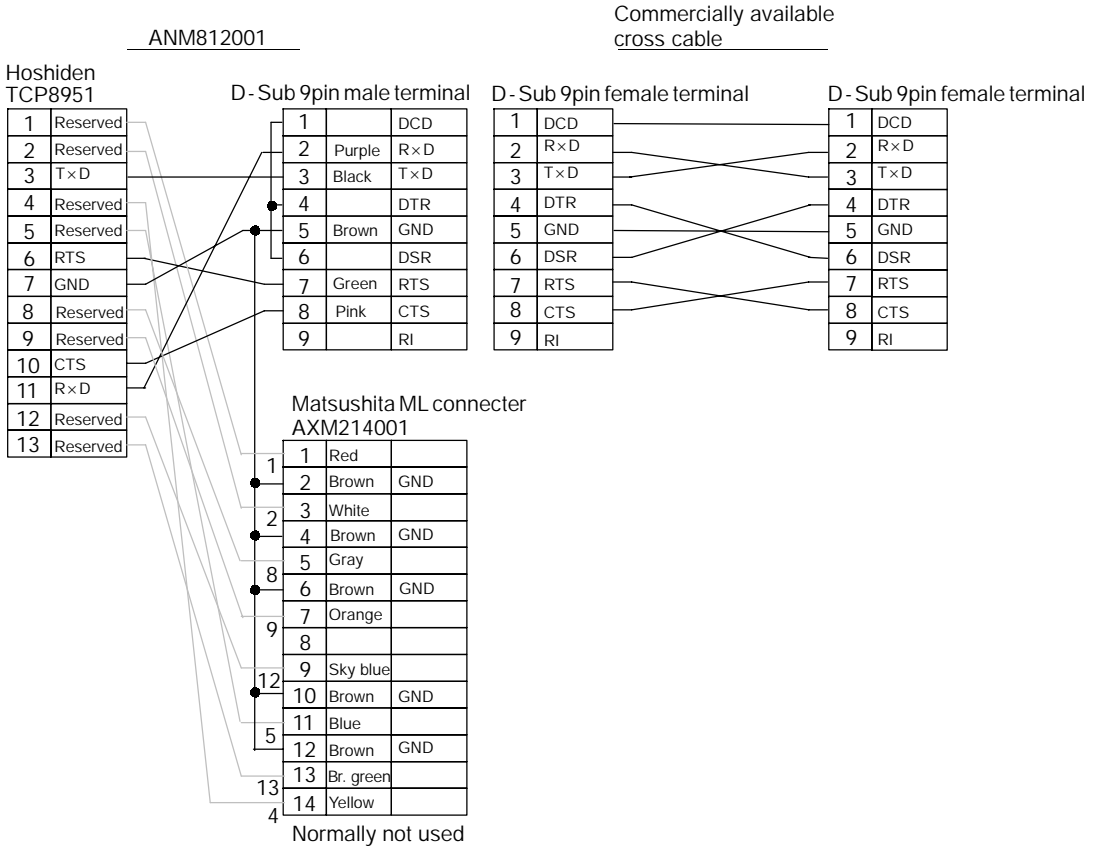 Commercially available
ANM812001 cross cable
Hoshiden
TCP8951 D-Sub 9pin male terminal D-Sub 9pin female terminal D-Sub 9pin female terminal
1 Reserved 1 DCD 1 DCD 1 DCD
2 Reserved 2 Purple R×D 2 R×D 2 R×D
3 T×D 3 Black T×D 3 T×D 3 T×D
4 Reserved 4 DTR 4 DTR 4 DTR
5 Reserved 5 Brown GND 5 GND 5 GND
6 RTS 6 DSR 6 DSR 6 DSR
7 GND 7 Green RTS 7 RTS 7 RTS
8 Reserved 8 Pink CTS 8 CTS 8 CTS
9 Reserved 9 RI 9 RI 9 RI
10 CTS
11 R×D
12 Reserved
13 Reserved
Matsushita ML connecter
AXM214001
1 1 Red
2 Brown GND
2 3 White
4 Brown GND
8 5 Gray
6 Brown GND
9 7 Orange
8
12 9 Sky blue
10 Brown GND
5 11 Blue
12 Brown GND
13 13 Br. green
4 14 Yellow
Normally not used